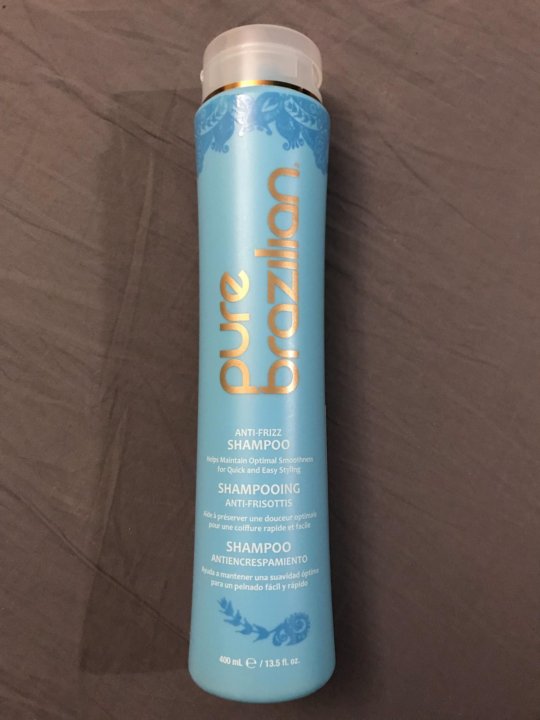 pure
brazilian
ANTI-FRIZZ
SHAMPOO
Helps Maintain Optimal Smoothness
for Quick and Easy Styling
SHAMPOOING
ANTI-FRISOTTIS
Aide à préserver une douceur optimale
pour une coiffure rapide et facile
SHAMPOO
ANTIENCRESPAMIENTO
Ayuda a mantener una suavidad óptima
para un peinado fácil y rápido
400 mL ℮ / 13.5 fl. oz.